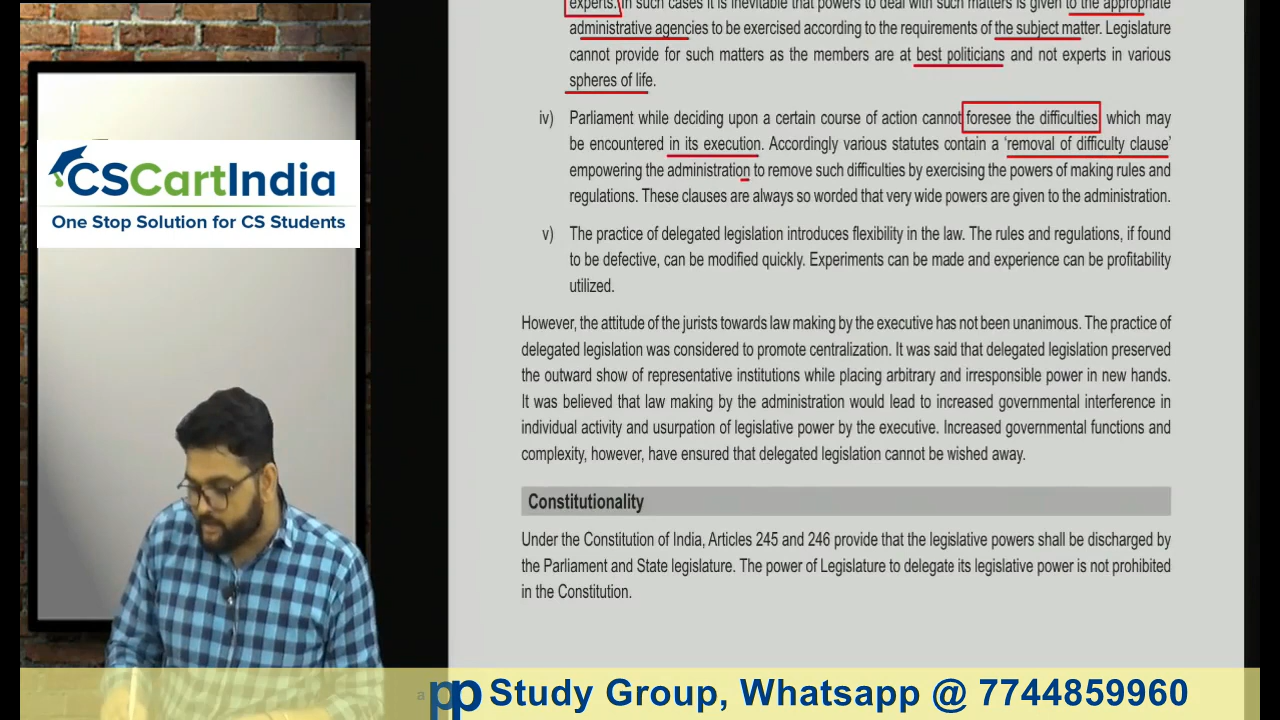 CSCartIndia
One Stop Solution for CS Students
experts. In such cases it is inevitable that powers to deal with such matters is given to the appropriate
administrative agencies to be exercised according to the requirements of the subject matter. Legislature
cannot provide for such matters as the members are at best politicians and not experts in various
spheres of life.
iv) Parliament while deciding upon a certain course of action cannot foresee the difficulties, which may
be encountered in its execution. Accordingly various statutes contain a ‘removal of difficulty clause’
empowering the administration to remove such difficulties by exercising the powers of making rules and
regulations. These clauses are always so worded that very wide powers are given to the administration.
v) The practice of delegated legislation introduces flexibility in the law. The rules and regulations, if found
to be defective, can be modified quickly. Experiments can be made and experience can be profitability
utilized.
However, the attitude of the jurists towards law making by the executive has not been unanimous. The practice of
delegated legislation was considered to promote centralization. It was said that delegated legislation preserved
the outward show of representative institutions while placing arbitrary and irresponsible power in new hands.
It was believed that law making by the administration would lead to increased governmental interference in
individual activity and usurpation of legislative power by the executive. Increased governmental functions and
complexity, however, have ensured that delegated legislation cannot be wished away.
Constitutionality
Under the Constitution of India, Articles 245 and 246 provide that the legislative powers shall be discharged by
the Parliament and State legislature. The power of Legislature to delegate its legislative power is not prohibited
in the Constitution.
Study Group, Whatsapp @ 7744859960